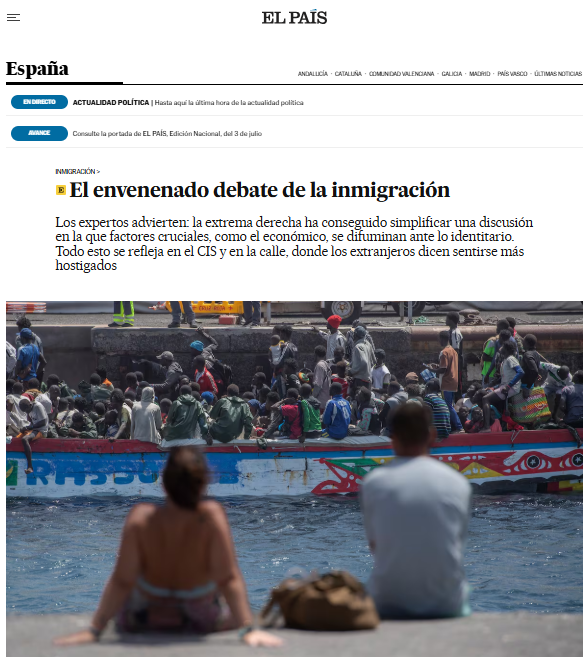 EL PAÍS
España
ANDALUCÍA · CATALUÑA · COMUNIDAD VALENCIANA · GALICIA · MADRID · PAÍS VASCO · ÚLTIMAS NOTICIAS
EN DIRECTO ACTUALIDAD POLÍTICA | Hasta aquí la última hora de la actualidad política
AVANCE Consulte la portada de EL PAÍS, Edición Nacional, del 3 de julio
INMIGRACIÓN >
E El envenenado debate de la inmigración
Los expertos advierten: la extrema derecha ha conseguido simplificar una discusión
en la que factores cruciales, como el económico, se difuminan ante lo identitario.
Todo esto se refleja en el CIS y en la calle, donde los extranjeros dicen sentirse más
hostigados